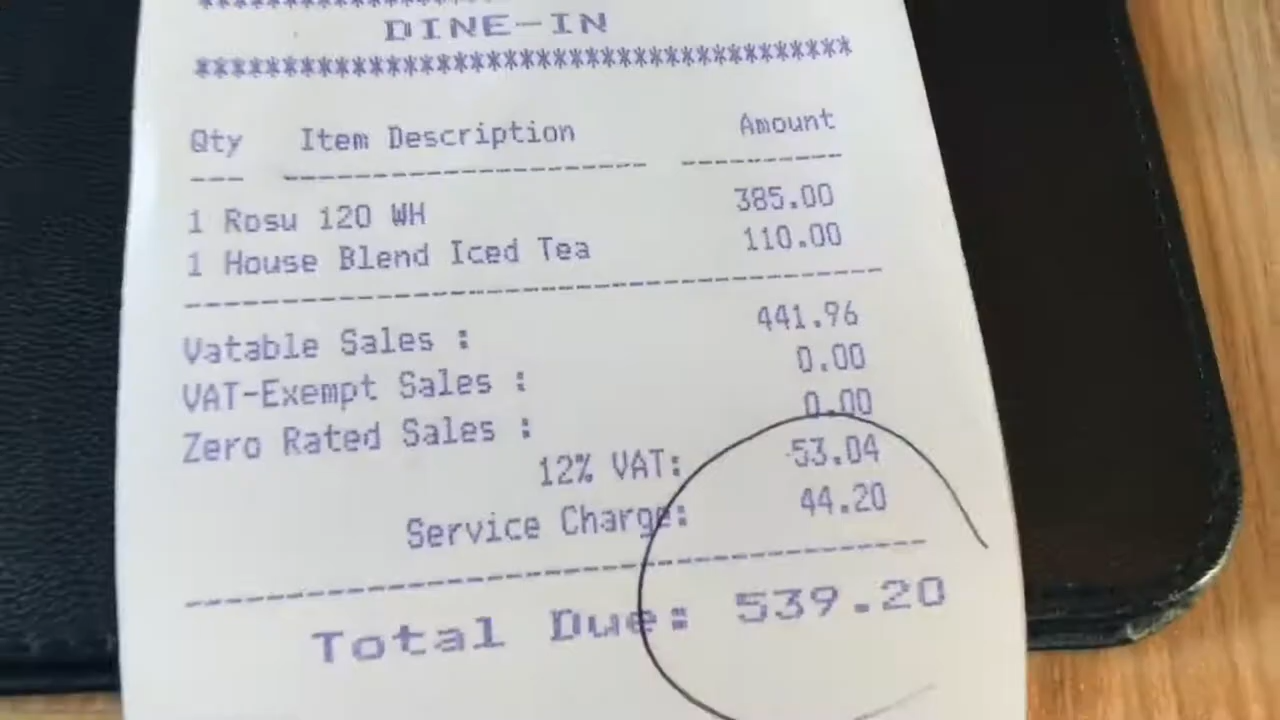 ************************************
DINE-IN
************************************
Qty Item Description Amount
--- ------------------------------- --------------
1 Rosu 120 WH 385.00
1 House Blend Iced Tea 110.00
------------------------------------------------
Vatable Sales : 441.96
VAT-Exempt Sales : 0.00
Zero Rated Sales : 0.00
12% VAT: 53.04
Service Charge: 44.20
------------------------------------------------
Total Due: 539.20